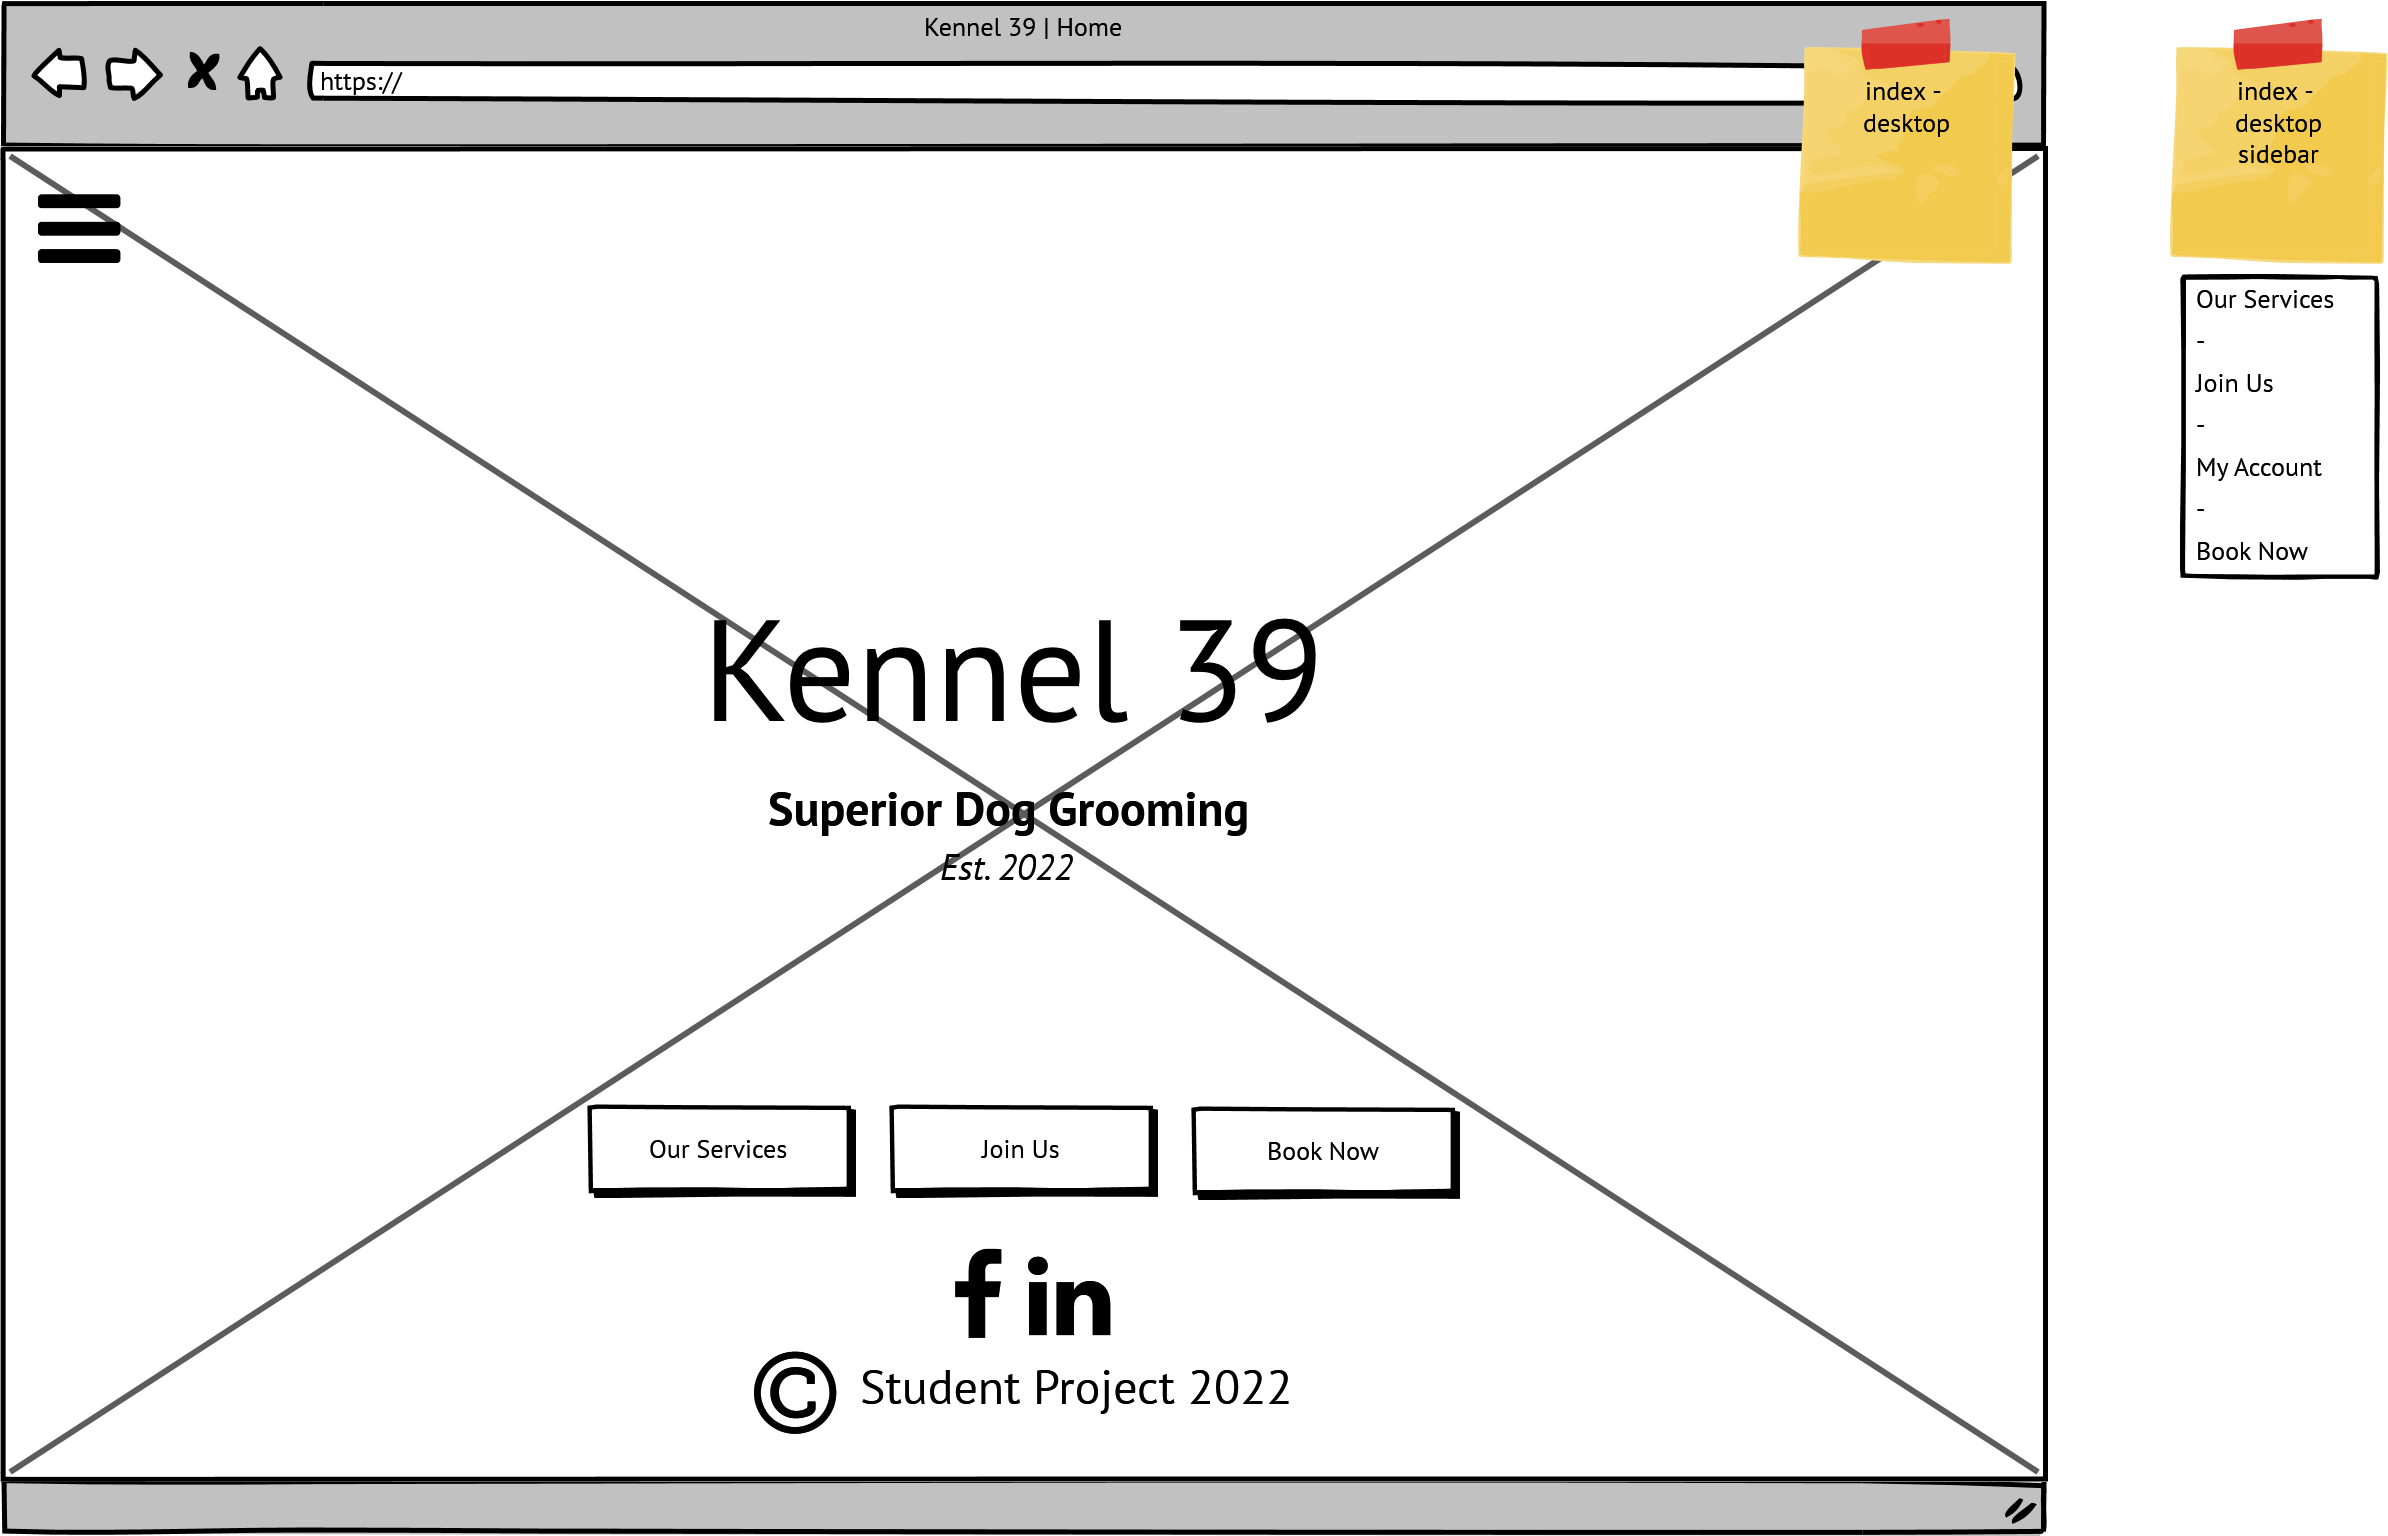 Kennel 39 | Home
https://
index -
desktop
index -
desktop
sidebar
Our Services
-
Join Us
-
My Account
-
Book Now
Kennel 39
Superior Dog Grooming
Est. 2022
Our Services
Join Us
Book Now
f in
© Student Project 2022